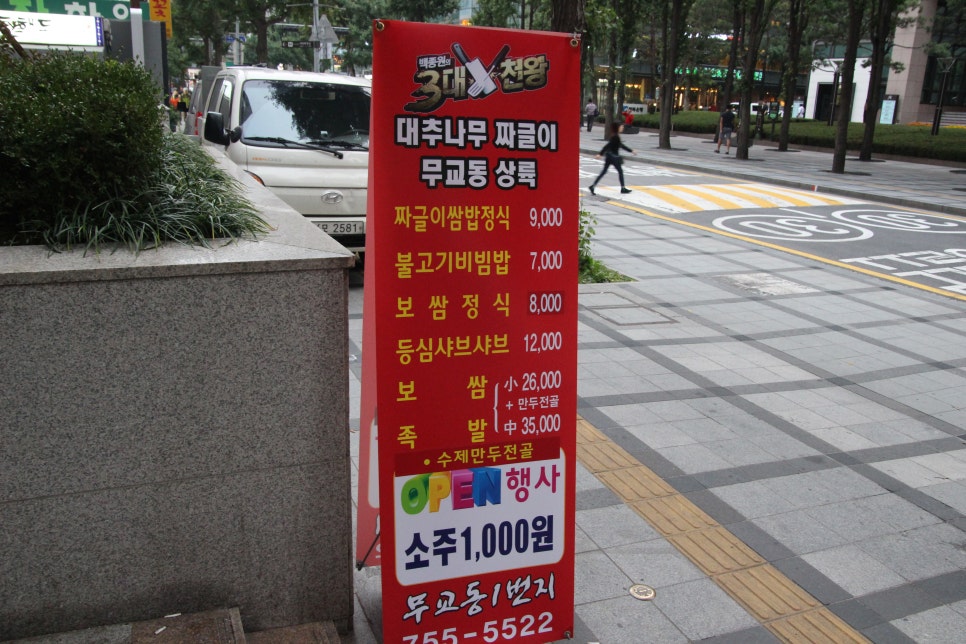 백종원의
3대천왕
대추나무 짜글이
무교동 상륙
짜글이쌈밥정식 9,000
불고기비빔밥 7,000
보쌈정식 8,000
등심샤브샤브 12,000
보쌈 小 26,000
+ 만두전골
족발 中 35,000
• 수제만두전골
OPEN 행사
소주1,000원
무교동1번지
755-5522
2581
30
30